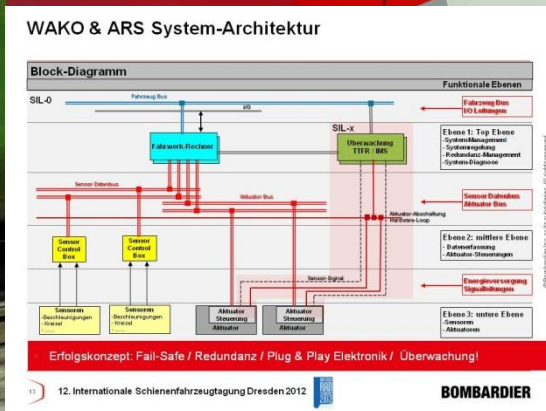 WAKO & ARS System-Architektur
Block-Diagramm
Funktionale Ebenen
SIL-0
Fahrzeug Bus
I/O
Fahrzeug Bus
I/O Leitungen
SIL-x
Fahrwerk-Rechner
Überwachung
TTFR / IMS
Ebene 1: Top Ebene
-System-Management
-Systemregelung
-Redundanz-Management
-System-Diagnose
Sensor Datenbus
Aktuator Bus
Sensor Datenbus
Aktuator Bus
Aktuator-Abschaltung
Hardware-Loop
Sensor
Control
Box
Sensor
Control
Box
Ebene 2: mittlere Ebene
- Datenerfassung
- Aktuator-Steuerungen
Sensor-Signal
Energieversorgung
Signalleitungen
Sensoren
-Beschleunigungen
- Kreisel
Sensoren
-Beschleunigungen
- Kreisel
Aktuator
Steuerung
Aktuator
Aktuator
Steuerung
Aktuator
Ebene 3: untere Ebene
-Sensoren
- Aktuatoren
Erfolgskonzept: Fail-Safe / Redundanz / Plug & Play Elektronik / Überwachung!
12. Internationale Schienenfahrzeugtagung Dresden 2012
BOMBARDIER